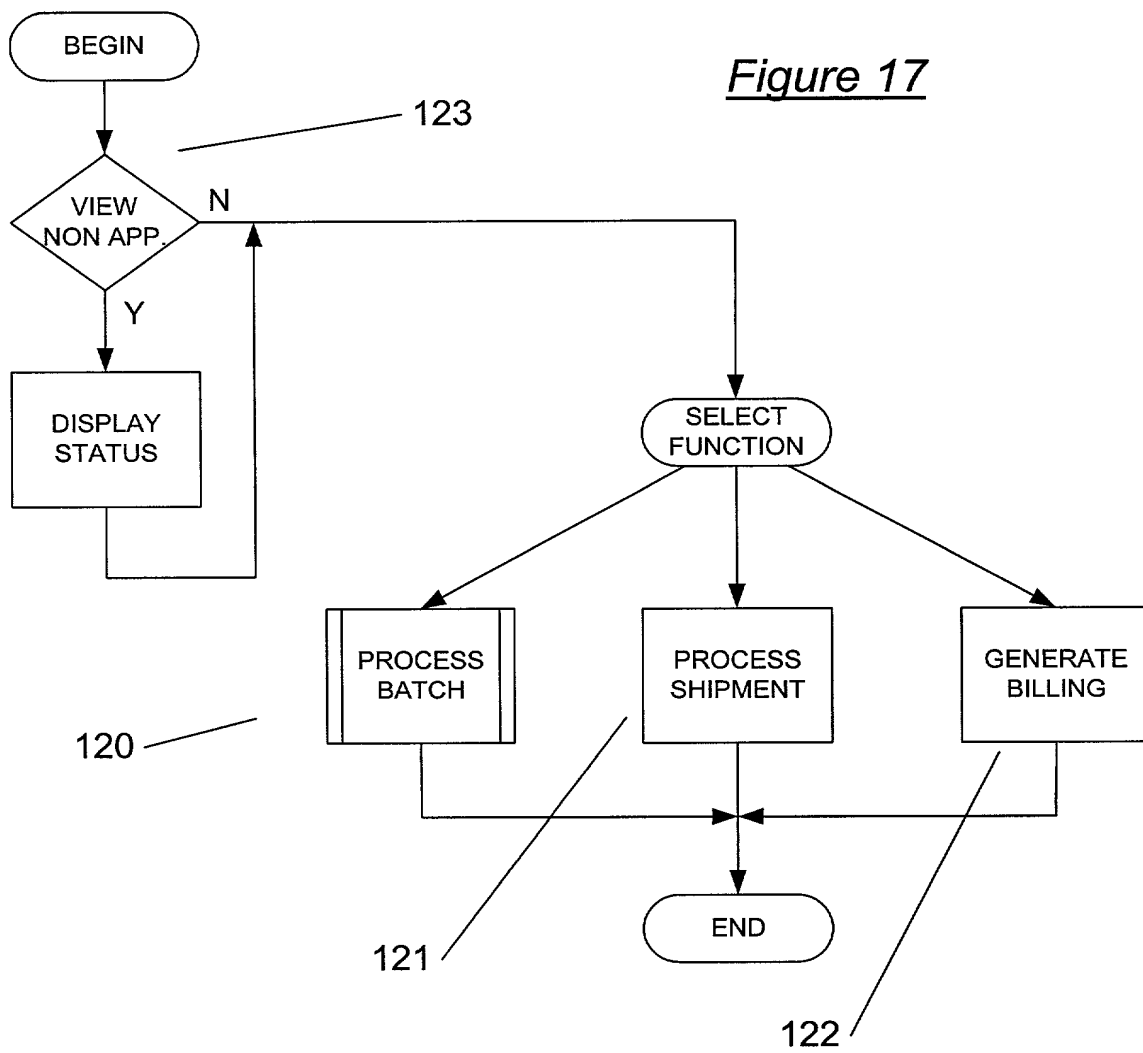 BEGIN
Figure 17
123
VIEW
NON APP.
N
Y
DISPLAY
STATUS
SELECT
FUNCTION
PROCESS
BATCH
PROCESS
SHIPMENT
GENERATE
BILLING
120
121
END
122